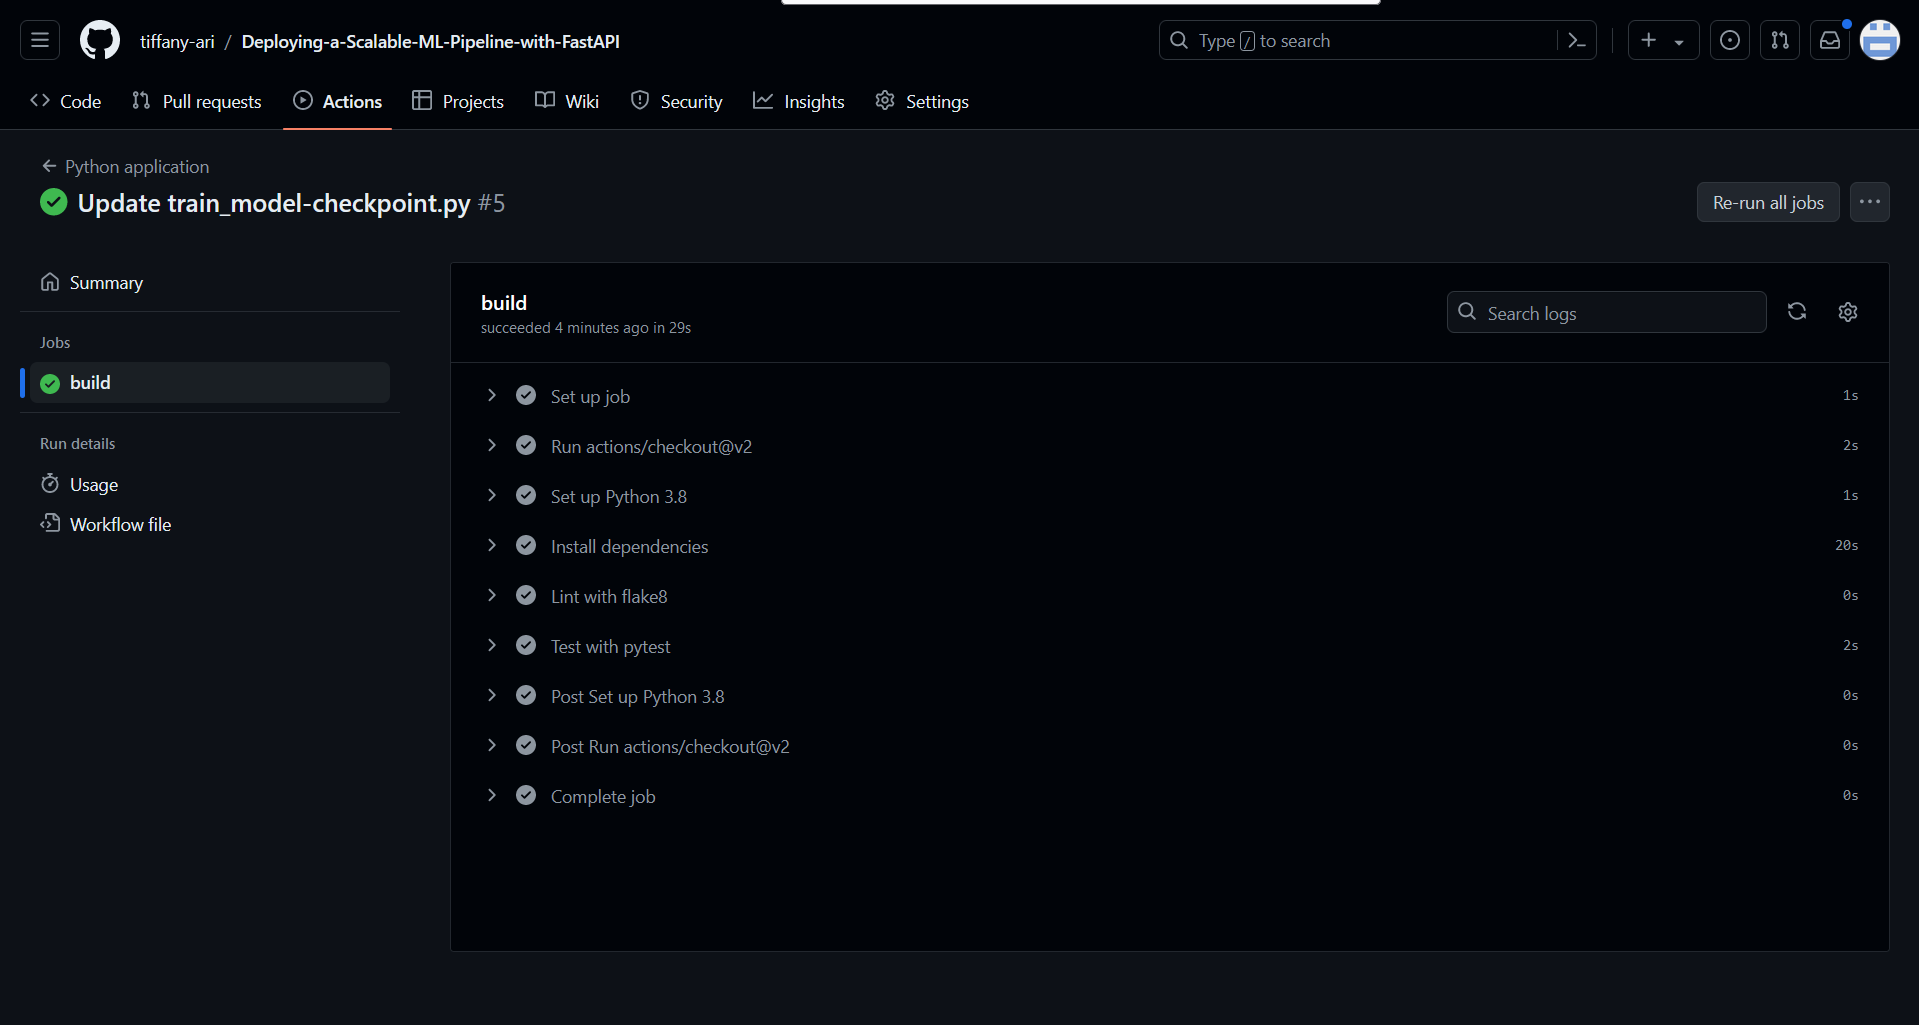 tiffany-ari / Deploying-a-Scalable-ML-Pipeline-with-FastAPI
Type / to search
Code Pull requests Actions Projects Wiki Security Insights Settings
Python application
Update train_model-checkpoint.py #5
Re-run all jobs
Summary
Jobs
build
Run details
Usage
Workflow file
build
succeeded 4 minutes ago in 29s
Search logs
Set up job 1s
Run actions/checkout@v2 2s
Set up Python 3.8 1s
Install dependencies 20s
Lint with flake8 0s
Test with pytest 2s
Post Set up Python 3.8 0s
Post Run actions/checkout@v2 0s
Complete job 0s